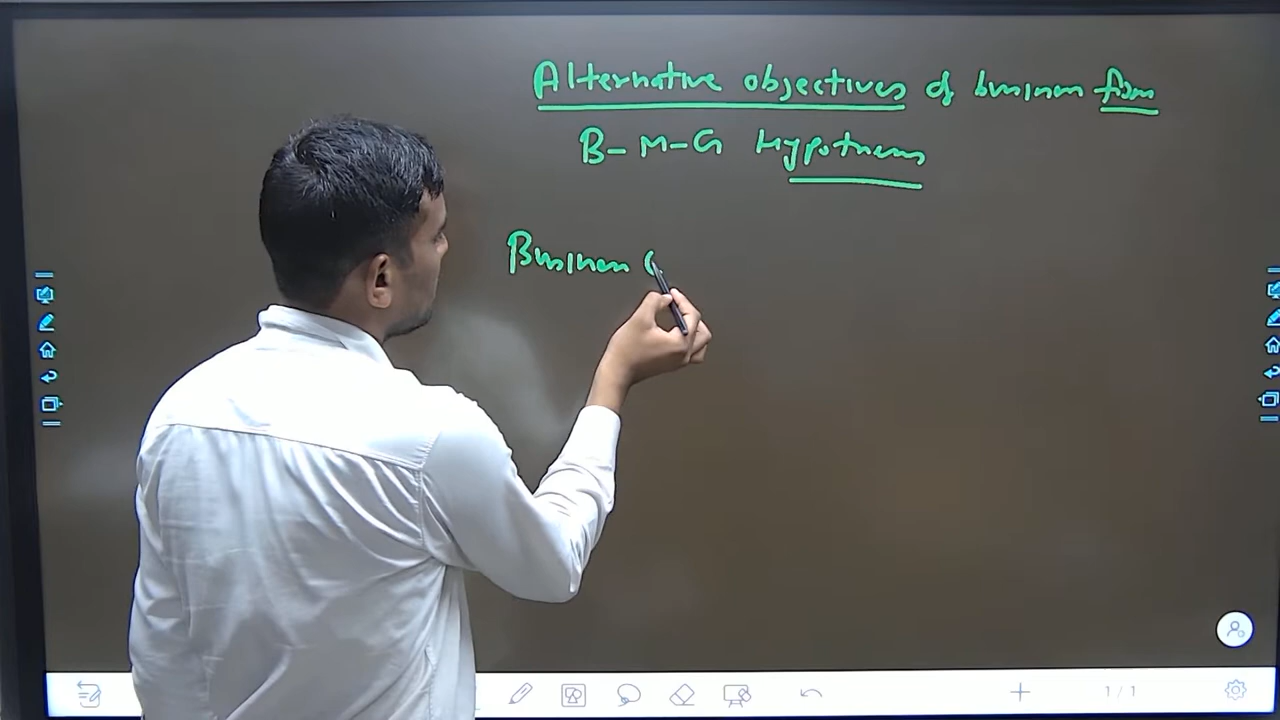 Alternative objectives of business firm
B-M-G Hypothesis
Business
1/1